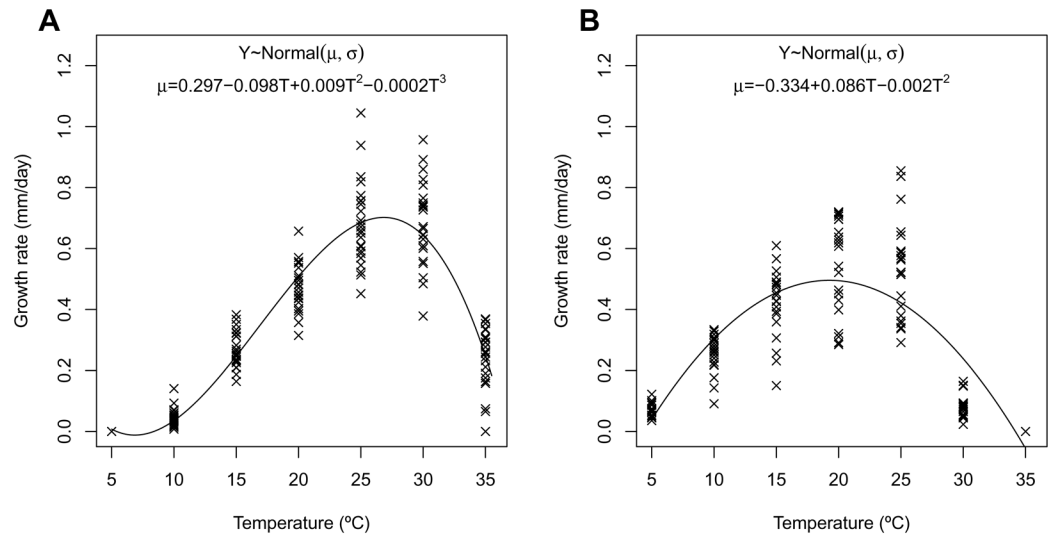 A
Y~Normal(μ, σ)
μ=0.297−0.098T+0.009T²−0.0002T³
Growth rate (mm/day)
1.2
1.0
0.8
0.6
0.4
0.2
0.0
5 10 15 20 25 30 35
Temperature (ºC)
B
Y~Normal(μ, σ)
μ=−0.334+0.086T−0.002T²
Growth rate (mm/day)
1.2
1.0
0.8
0.6
0.4
0.2
0.0
5 10 15 20 25 30 35
Temperature (ºC)